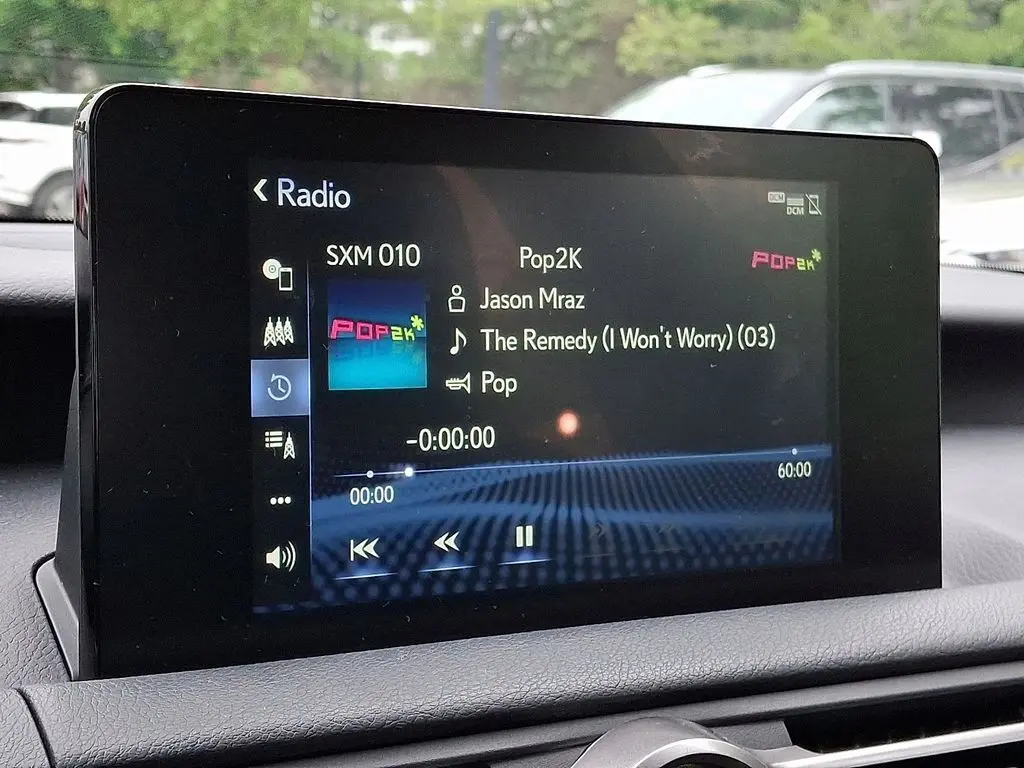 Radio
DCM
DCM
SXM 010
Pop2K
POP2K*
POP2K*
Jason Mraz
The Remedy (I Won't Worry) (03)
Pop
-0:00:00
00:00
60:00